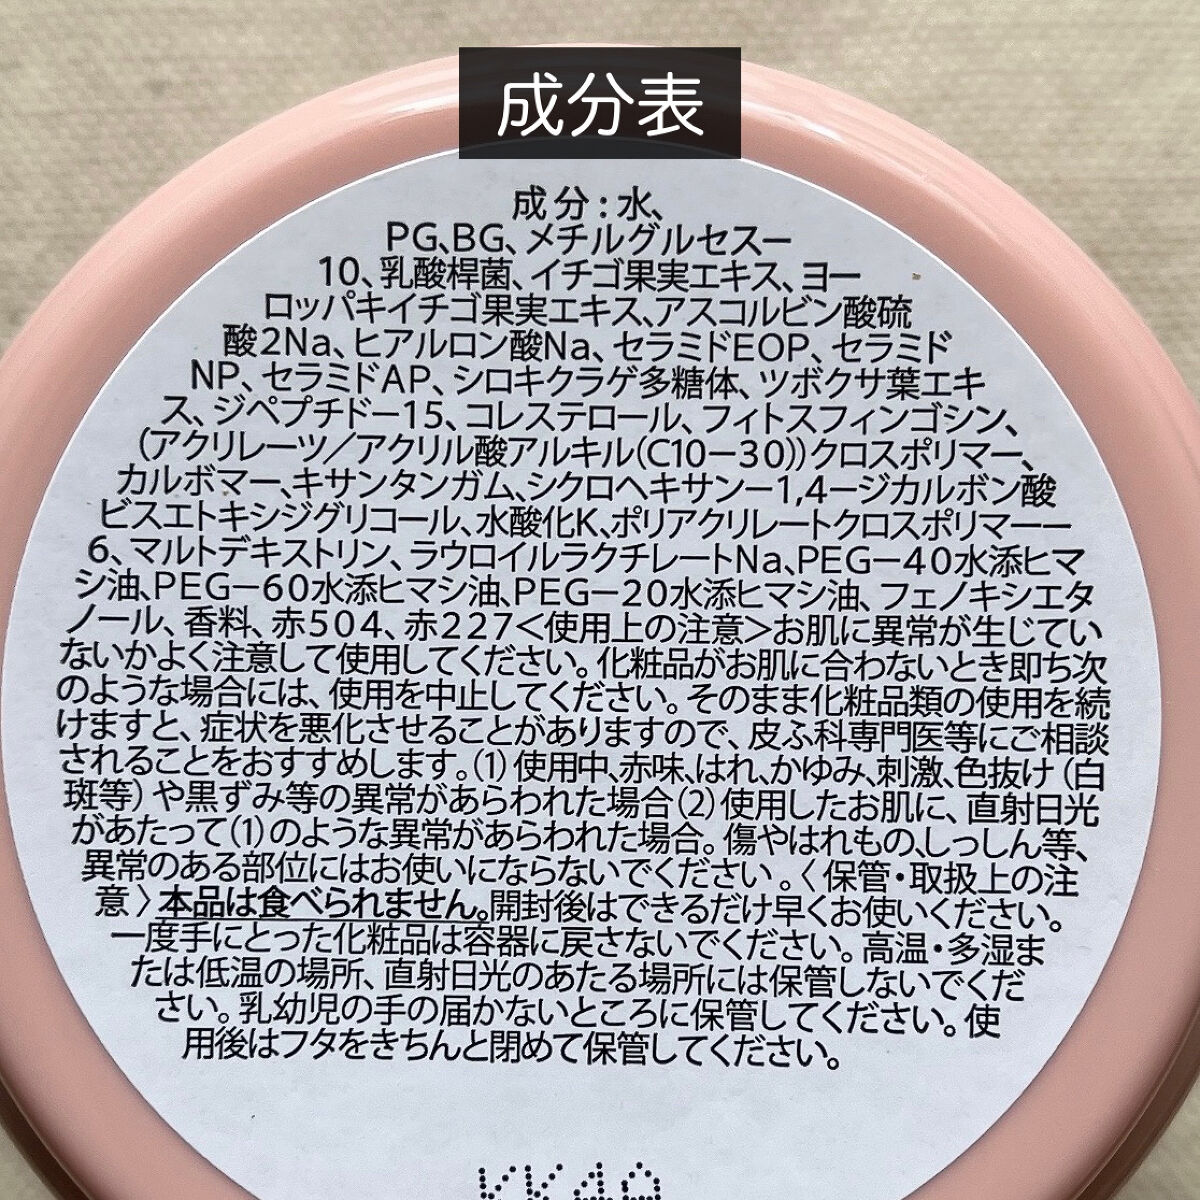 成分表
成分：水、
PG、BG、メチルグルセスー
10、乳酸桿菌、イチゴ果実エキス、ヨー
ロッパキイチゴ果実エキス、アスコルビン酸硫
酸2Na、ヒアルロン酸Na、セラミドEOP、セラミド
NP、セラミドAP、シロキクラゲ多糖体、ツボクサ葉エキ
ス、ジペプチドー15、コレステロール、フィトスフィンゴシン、
（アクリレーツ／アクリル酸アルキル（C10－30））クロスポリマー、
カルボマー、キサンタンガム、シクロヘキサンー1,4－ジカルボン酸
ビスエトキシジグリコール、水酸化K、ポリアクリレートクロスポリマーー
6、マルトデキストリン、ラウロイルラクチレートNa、PEG－40水添ヒマ
シ油、PEG－60水添ヒマシ油、PEG－20水添ヒマシ油、フェノキシエタ
ノール、香料、赤504、赤227＜使用上の注意＞お肌に異常が生じてい
ないかよく注意して使用してください。化粧品がお肌に合わないとき即ち次
のような場合には、使用を中止してください。そのまま化粧品類の使用を続
けますと、症状を悪化させることがありますので、皮ふ科専門医等にご相談
されることをおすすめします。（1）使用中、赤味、はれ、かゆみ、刺激、色抜け（白
斑等）や黒ずみ等の異常があらわれた場合（2）使用したお肌に、直射日光
があたって（1）のような異常があらわれた場合。傷やはれもの、しっしん等、
異常のある部位にはお使いにならないでください。〈保管・取扱上の注
意〉本品は食べられません。開封後はできるだけ早くお使いください。
一度手にとった化粧品は容器に戻さないでください。高温・多湿ま
たは低温の場所、直射日光のあたる場所には保管しないでくだ
さい。乳幼児の手の届かないところに保管してください。使
用後はフタをきちんと閉めて保管してください。